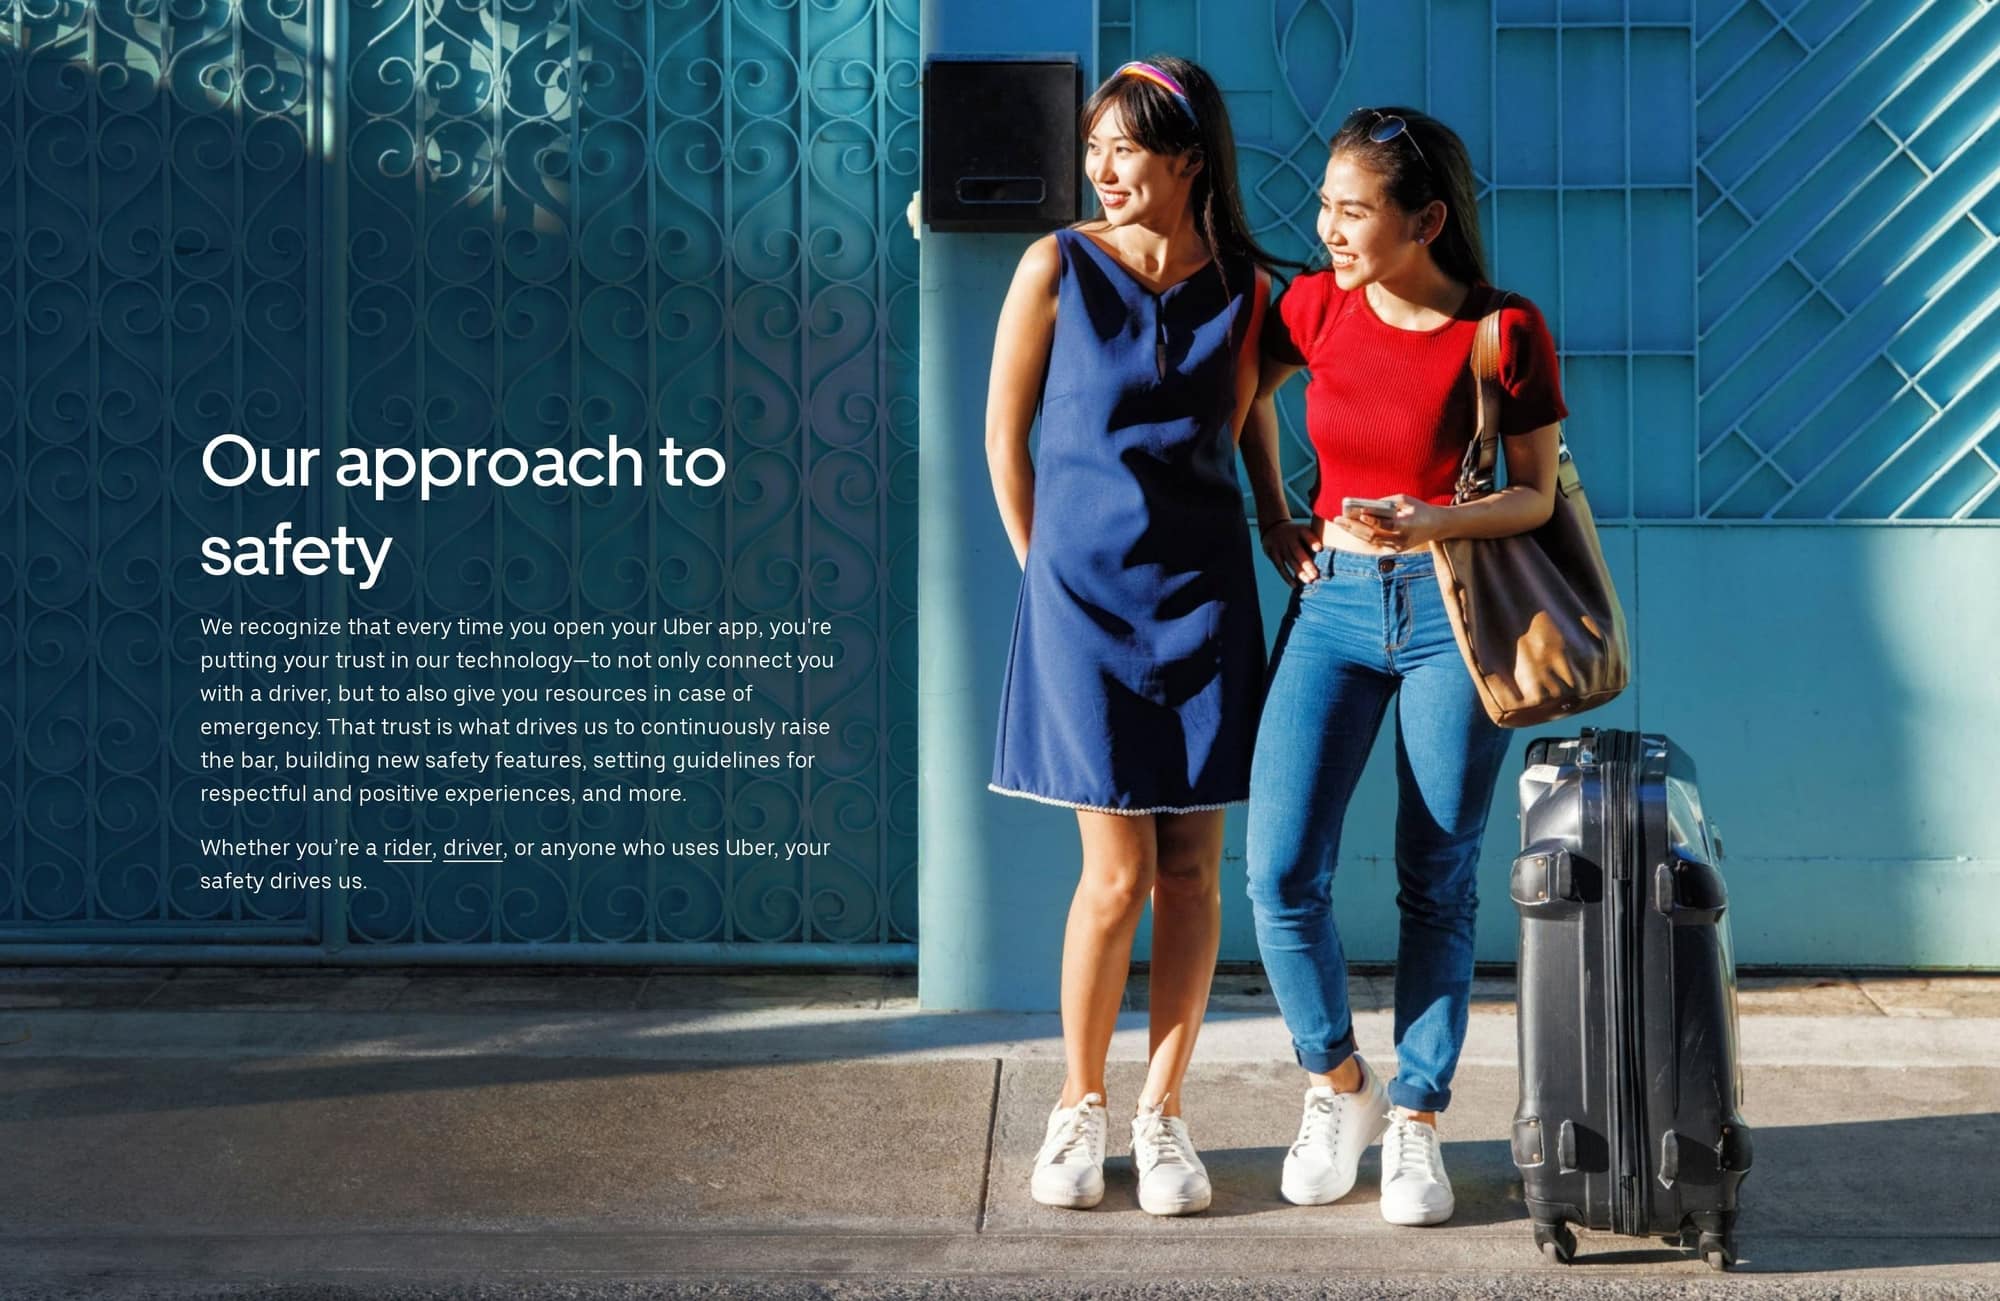 Our approach to
safety
We recognize that every time you open your Uber app, you're
putting your trust in our technology—to not only connect you
with a driver, but to also give you resources in case of
emergency. That trust is what drives us to continuously raise
the bar, building new safety features, setting guidelines for
respectful and positive experiences, and more.
Whether you’re a rider, driver, or anyone who uses Uber, your
safety drives us.